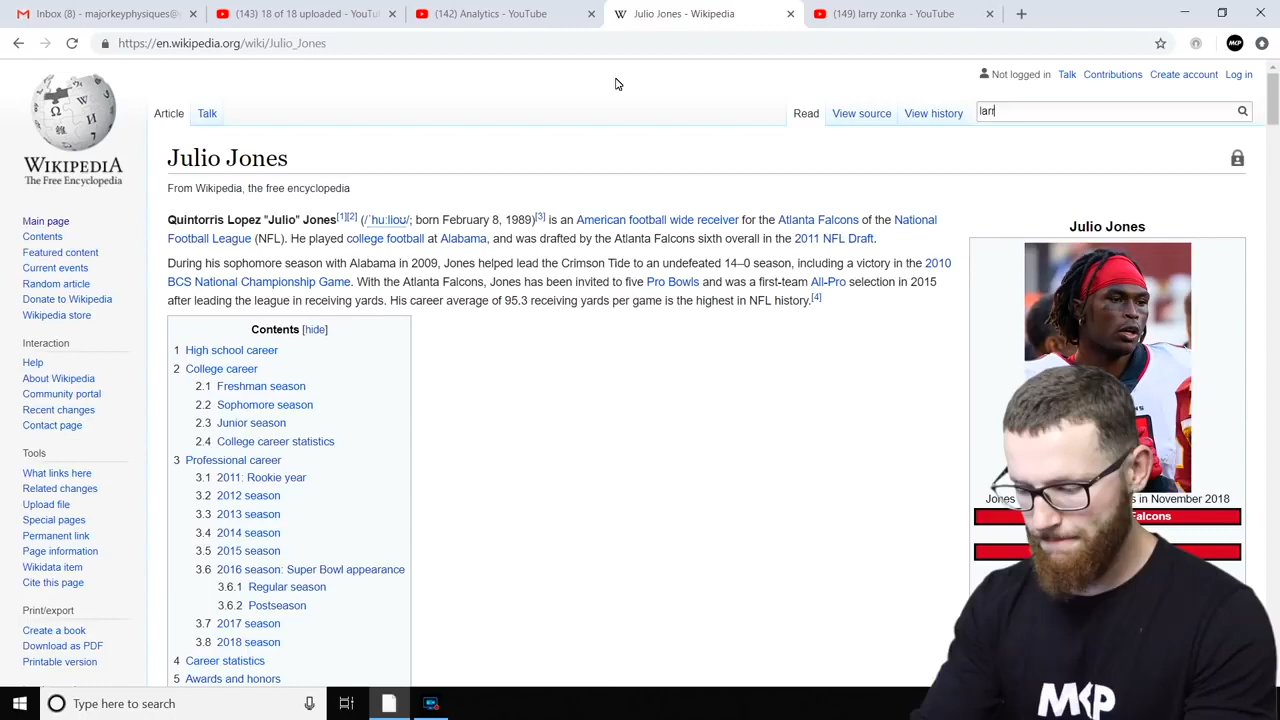 Inbox (8) - majorkeyphysiques@
(143) 18 of 18 uploaded - YouTu
(142) Analytics - YouTube
Julio Jones - Wikipedia
(149) larry zonka - YouTube
https://en.wikipedia.org/wiki/Julio_Jones
MCP
Not logged in Talk Contributions Create account Log in
Article Talk Read View source View history larr
WIKIPEDIA
The Free Encyclopedia
Julio Jones
From Wikipedia, the free encyclopedia
Quintorris Lopez "Julio" Jones[1][2] (/ˈhuːlioʊ/; born February 8, 1989)[3] is an American football wide receiver for the Atlanta Falcons of the National
Football League (NFL). He played college football at Alabama, and was drafted by the Atlanta Falcons sixth overall in the 2011 NFL Draft.
During his sophomore season with Alabama in 2009, Jones helped lead the Crimson Tide to an undefeated 14–0 season, including a victory in the 2010
BCS National Championship Game. With the Atlanta Falcons, Jones has been invited to five Pro Bowls and was a first-team All-Pro selection in 2015
after leading the league in receiving yards. His career average of 95.3 receiving yards per game is the highest in NFL history.[4]
Contents [hide]
1 High school career
2 College career
2.1 Freshman season
2.2 Sophomore season
2.3 Junior season
2.4 College career statistics
3 Professional career
3.1 2011: Rookie year
3.2 2012 season
3.3 2013 season
3.4 2014 season
3.5 2015 season
3.6 2016 season: Super Bowl appearance
3.6.1 Regular season
3.6.2 Postseason
3.7 2017 season
3.8 2018 season
4 Career statistics
5 Awards and honors
Main page
Contents
Featured content
Current events
Random article
Donate to Wikipedia
Wikipedia store
Interaction
Help
About Wikipedia
Community portal
Recent changes
Contact page
Tools
What links here
Related changes
Upload file
Special pages
Permanent link
Page information
Wikidata item
Cite this page
Print/export
Create a book
Download as PDF
Printable version
Julio Jones
Jones
s in November 2018
Falcons
MCP
Type here to search